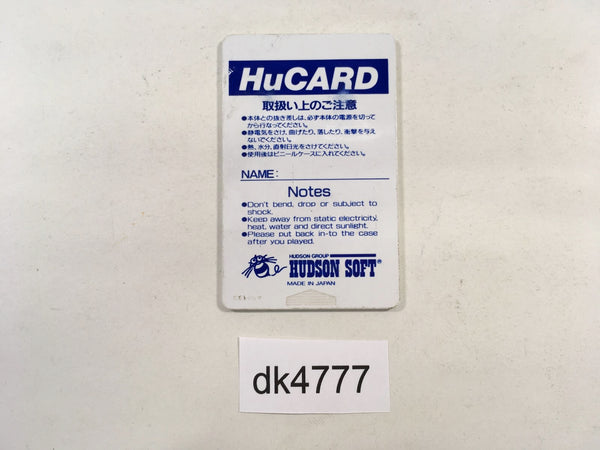 HuCARD
取扱い上のご注意
●本体との抜き差しは、必ず本体の電源を切って
から行なってください。
●静電気をさけ、曲げたり、落したり、衝撃を与え
ないでください。
●熱、水分、直射日光をさけてください。
●使用後はビニールケースに入れてください。
NAME:
Notes
●Don't bend, drop or subject to
shock.
●Keep away from static electricity,
heat, water and direct sunlight.
●Please put back in-to the case
after you played.
HUDSON GROUP
HUDSON SOFT®
MADE IN JAPAN
dk4777